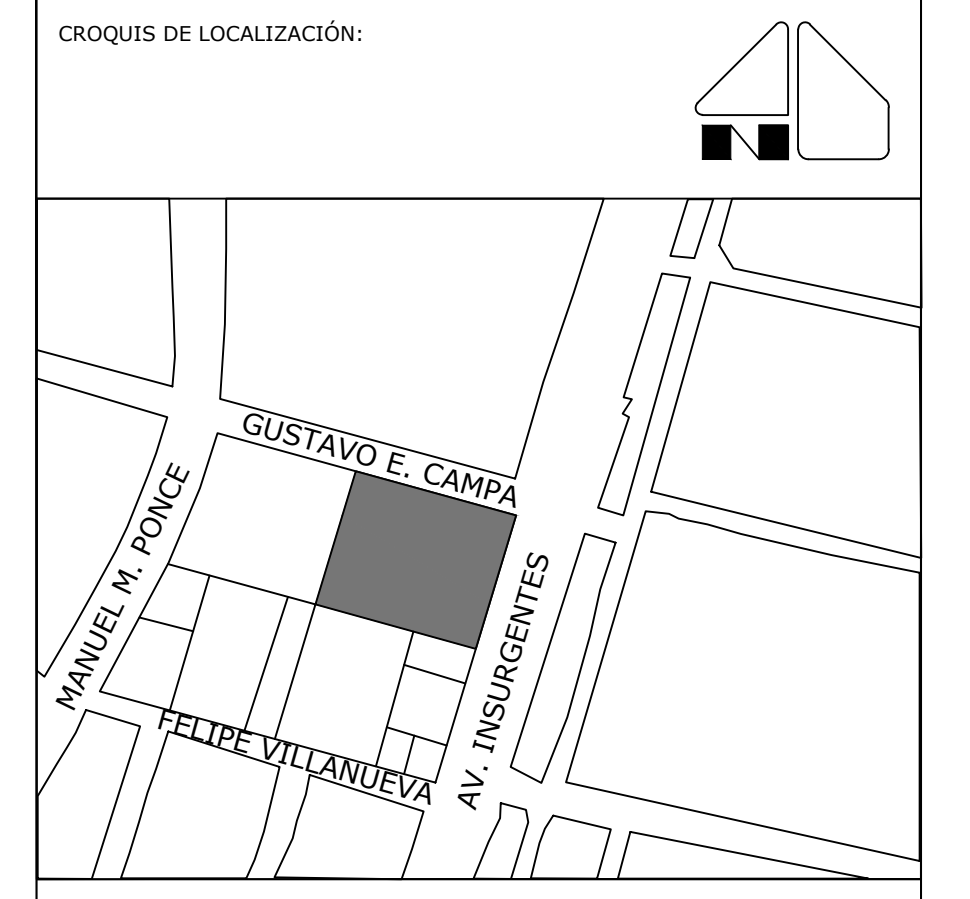 CROQUIS DE LOCALIZACIÓN:
N
GUSTAVO E. CAMPA
MANUEL M. PONCE
AV. INSURGENTES
FELIPE VILLANUEVA